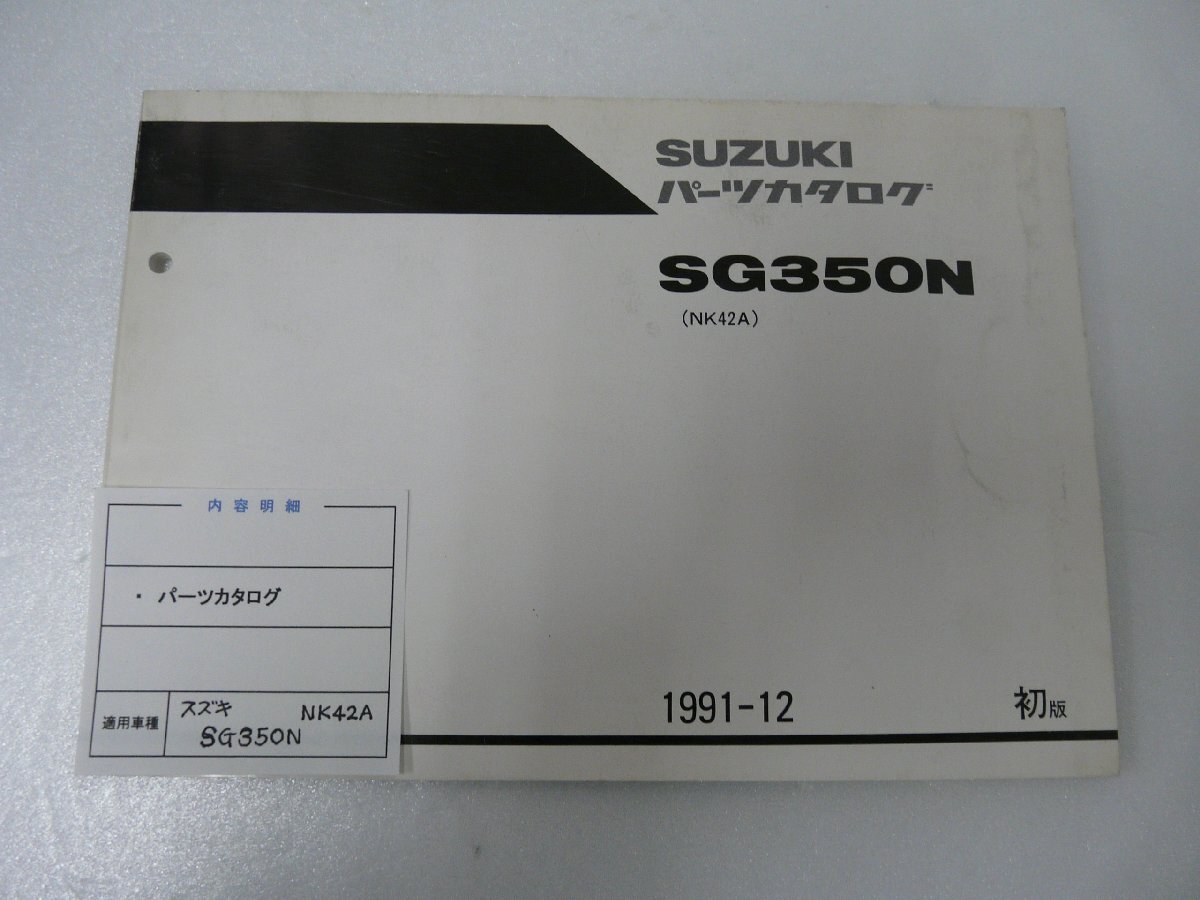 SUZUKI
パーツカタログ
SG350N
(NK42A)
1991-12 初版
内容明細
・ パーツカタログ
適用車種 スズキ NK42A
SG350N